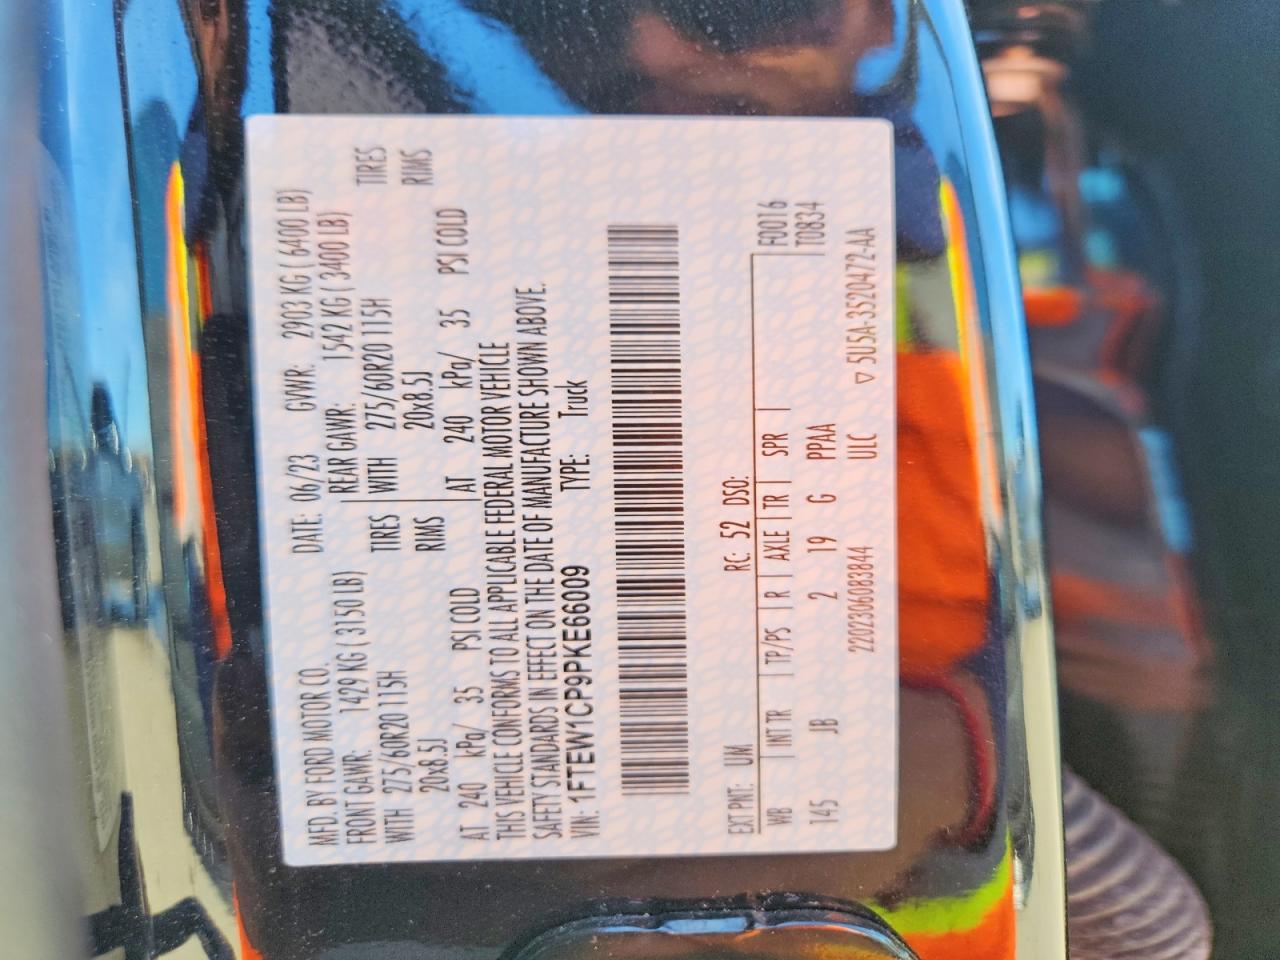 MFD. BY FORD MOTOR CO. DATE: 06/23 GVWR: 2903 KG ( 6400 LB)
FRONT GAWR: 1429 KG ( 3150 LB) REAR GAWR: 1542 KG ( 3400 LB)
WITH 275/60R20 115H TIRES WITH 275/60R20 115H TIRES
20x8.5J RIMS 20x8.5J RIMS
AT 240 kPa/ 35 PSI COLD AT 240 kPa/ 35 PSI COLD
THIS VEHICLE CONFORMS TO ALL APPLICABLE FEDERAL MOTOR VEHICLE
SAFETY STANDARDS IN EFFECT ON THE DATE OF MANUFACTURE SHOWN ABOVE.
VIN: 1FTEW1CP9PKE66009 TYPE: Truck
EXT PNT: UM RC: 52 DSO:
WB INT TR TP/PS R AXLE TR SPR F0016
145 JB 2 19 G PPAA T0834
2202306083844 ULC ▽ 5U5A-3520472-AA